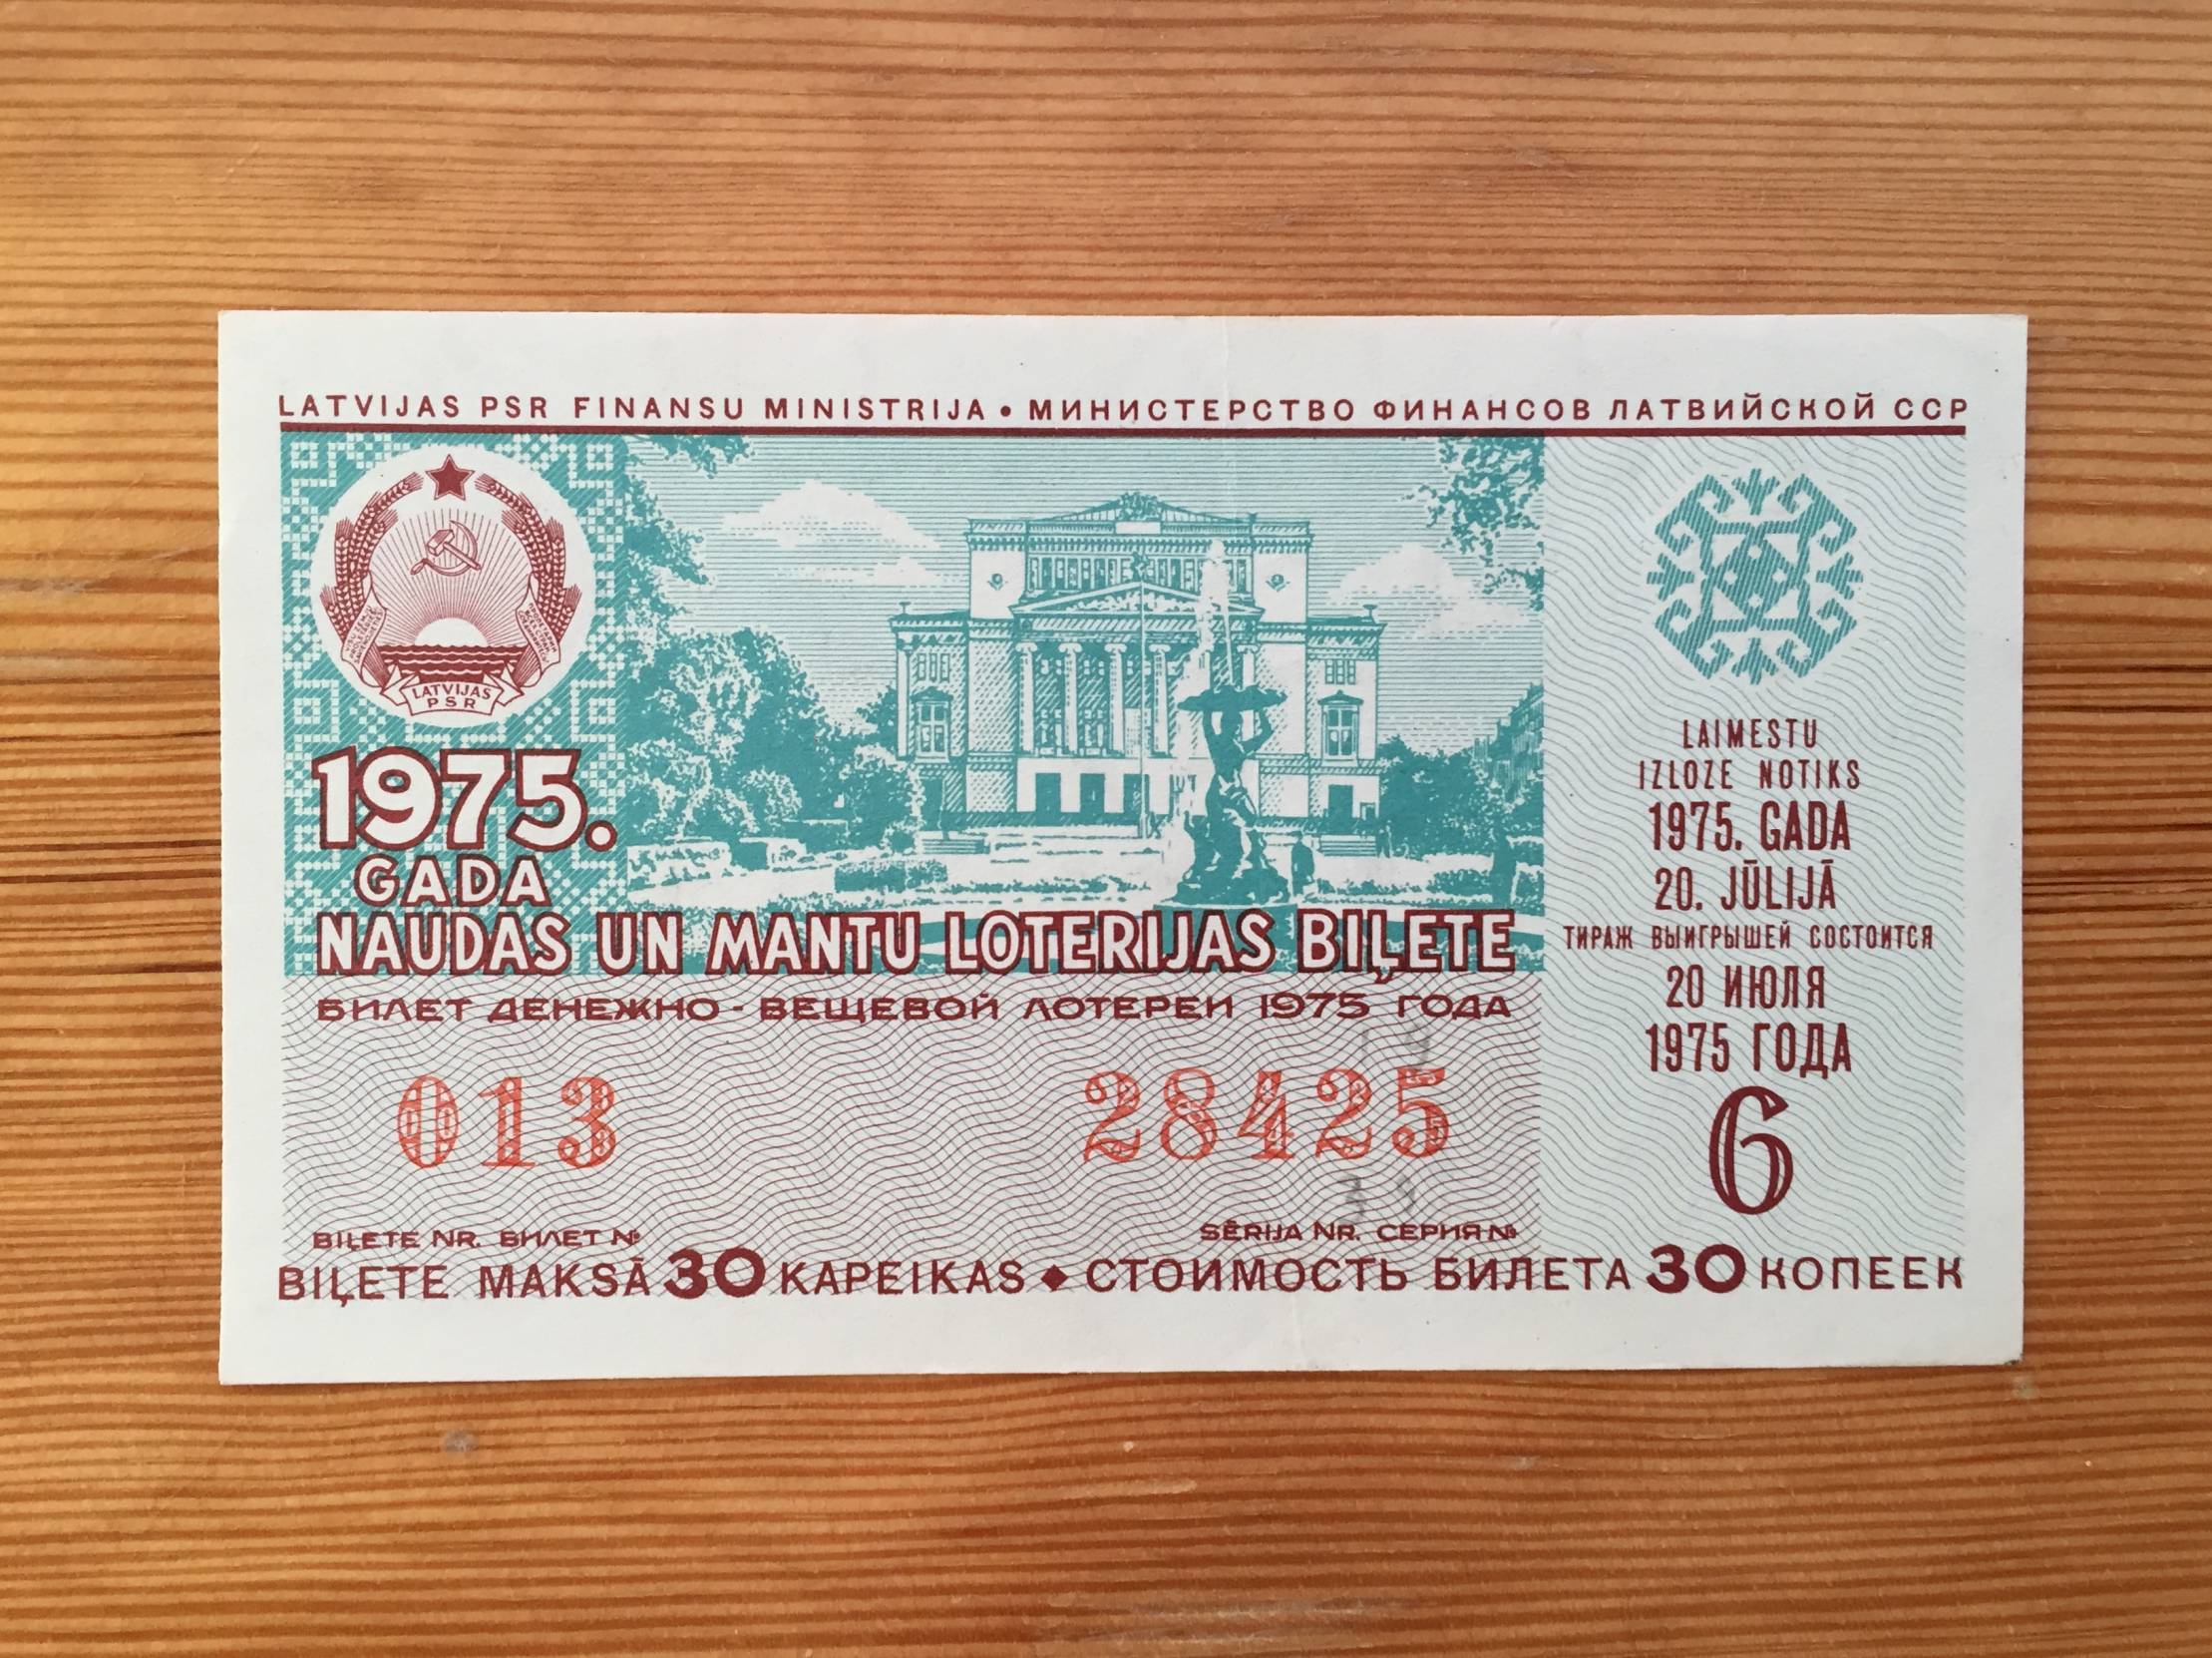 LATVIJAS PSR FINANSU MINISTRIJA • МИНИСТЕРСТВО ФИНАНСОВ ЛАТВИЙСКОЙ ССР
LATVIJAS
PSR
1975.
GADA
NAUDAS UN MANTU LOTERIJAS BIĻETE
БИЛЕТ ДЕНЕЖНО-ВЕЩЕВОЙ ЛОТЕРЕИ 1975 ГОДА
013 28425
BIĻETE NR. БИЛЕТ № SĒRIJA NR. СЕРИЯ №
BIĻETE MAKSĀ 30 KAPEIKAS ◆ СТОИМОСТЬ БИЛЕТА 30 КОПЕЕК
LAIMESTU
IZLOZE NOTIKS
1975. GADA
20. JŪLIJĀ
ТИРАЖ ВЫИГРЫШЕЙ СОСТОИТСЯ
20 ИЮЛЯ
1975 ГОДА
6